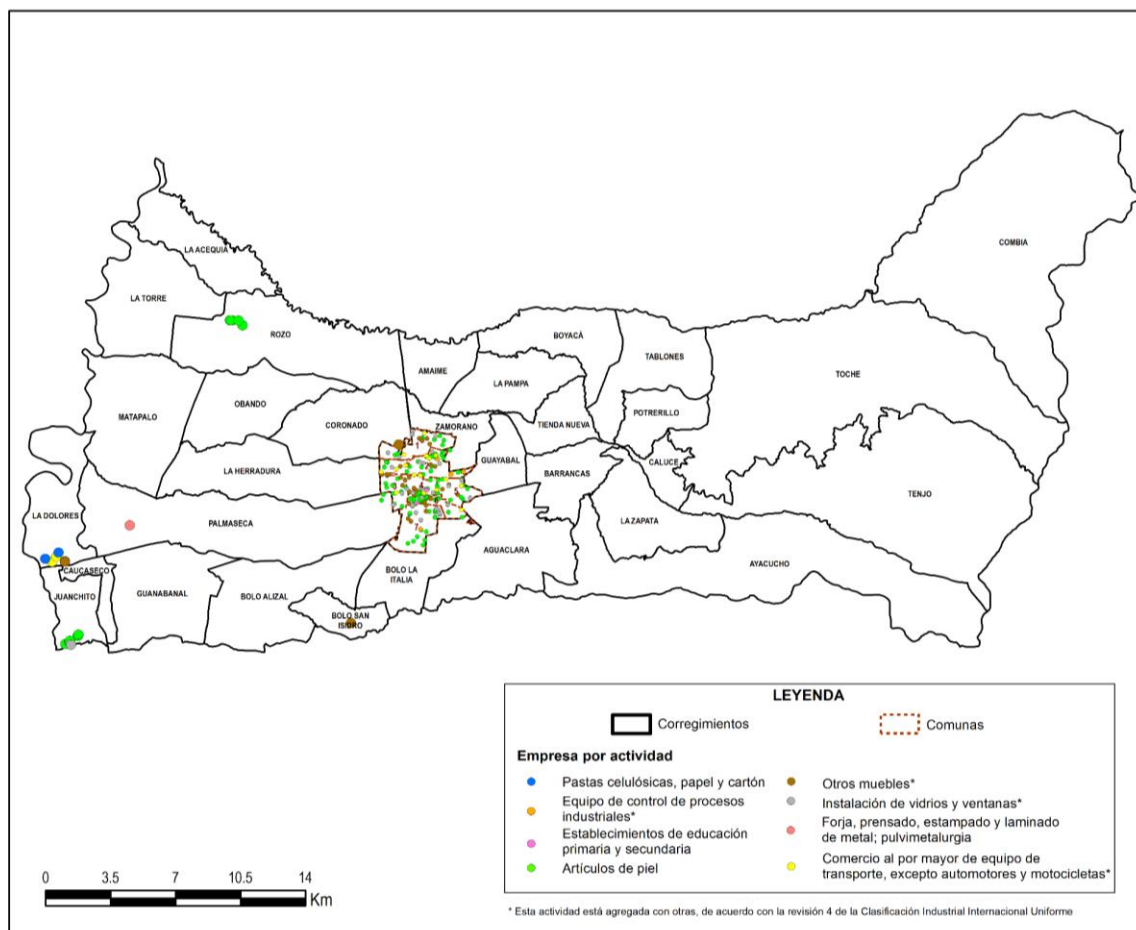 COMBIA
LA ACEQUIA
LA TORRE
ROZO
BOYACÁ
TABLONES
AMAIME
TOCHE
LA PAMPA
OBANDO
POTRERILLO
MATAPALO
CORONADO
ZAMORANO
TIENDA NUEVA
GUAYABAL
CALUCE
LA HERRADURA
BARRANCAS
TENJO
LA DOLORES
PALMASECA
LA ZAPATA
AGUACLARA
AYACUCHO
CAUCASECO
BOLO LA
ITALIA
JUANCHITO
GUANABANAL
BOLO ALIZAL
BOLO SAN
ISIDRO
LEYENDA
Corregimientos
Comunas
Empresa por actividad
Pastas celulósicas, papel y cartón
Equipo de control de procesos
industriales*
Establecimientos de educación
primaria y secundaria
Artículos de piel
Otros muebles*
Instalación de vidrios y ventanas*
Forja, prensado, estampado y laminado
de metal; pulvimetalurgia
Comercio al por mayor de equipo de
transporte, excepto automotores y motocicletas*
0 3.5 7 10.5 14
Km
* Esta actividad está agregada con otras, de acuerdo con la revisión 4 de la Clasificación Industrial Internacional Uniforme